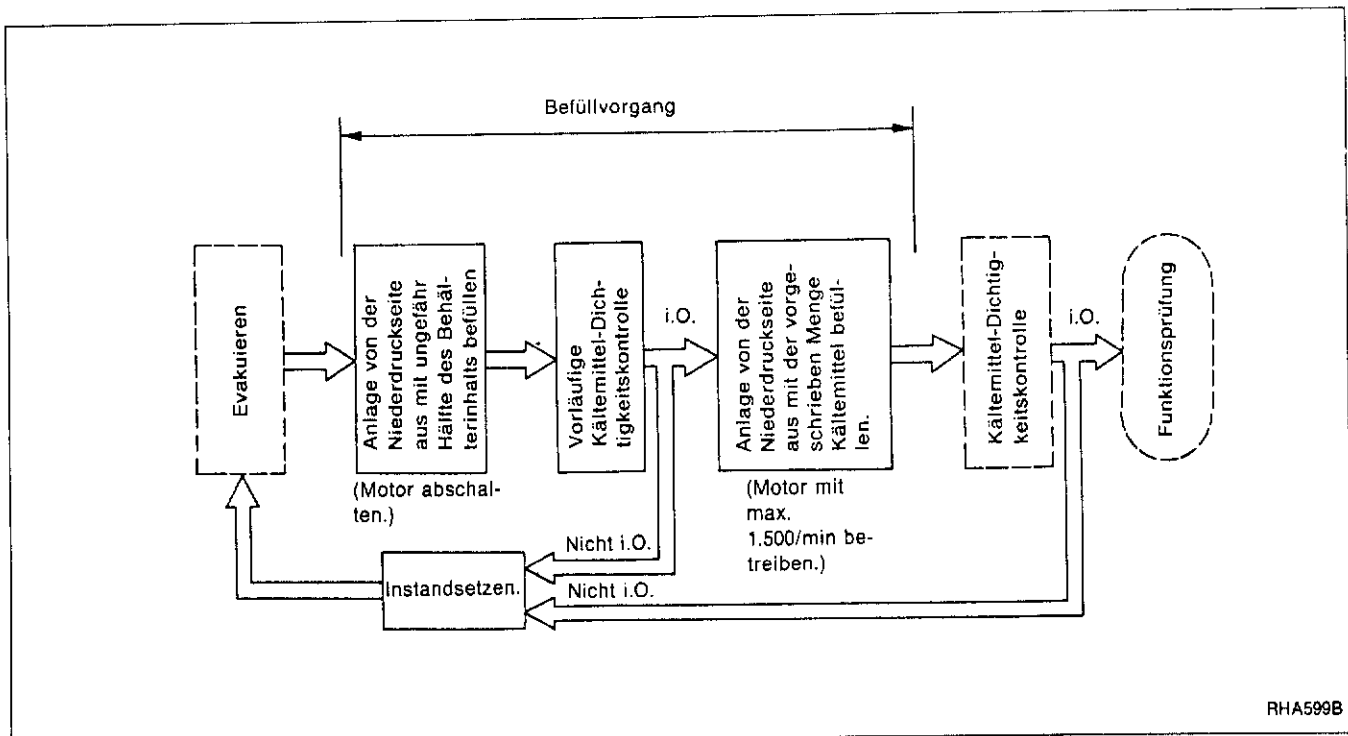 Befüllvorgang
Evakuieren
Anlage von der
Niederdruckseite
aus mit ungefähr
Hälfte des Behäl-
terinhalts befüllen
(Motor abschal-
ten.)
Vorläufige
Kältemittel-Dich-
tigkeitskontrolle
i.O.
Anlage von der
Niederdruckseite
aus mit der vorge-
schrieben Menge
Kältemittel befül-
len.
(Motor mit
max.
1.500/min be-
treiben.)
Kältemittel-Dichtig-
keitskontrolle
i.O.
Funktionsprüfung
Nicht i.O.
Instandsetzen.
Nicht i.O.
RHA599B